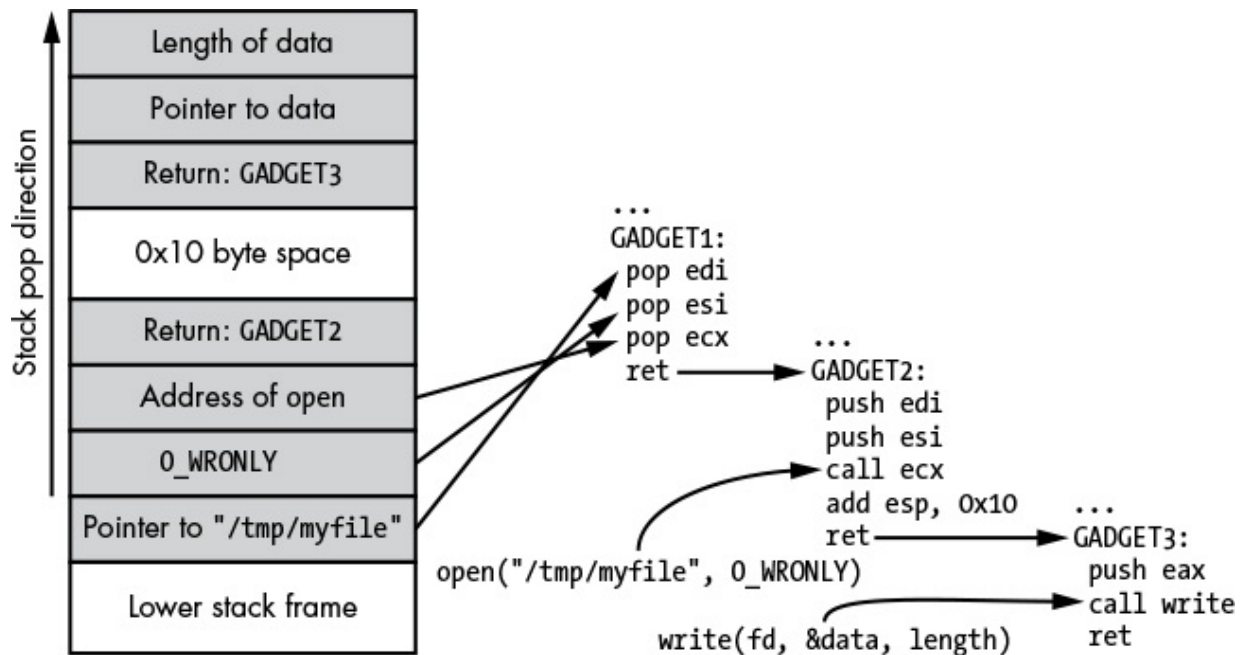 Stack pop direction
Length of data
Pointer to data
Return: GADGET3
0x10 byte space
Return: GADGET2
Address of open
O_WRONLY
Pointer to "/tmp/myfile"
Lower stack frame
...
GADGET1:
pop edi
pop esi
pop ecx
ret
...
GADGET2:
push edi
push esi
call ecx
add esp, 0x10
ret
open("/tmp/myfile", O_WRONLY)
...
GADGET3:
push eax
call write
ret
write(fd, &data, length)